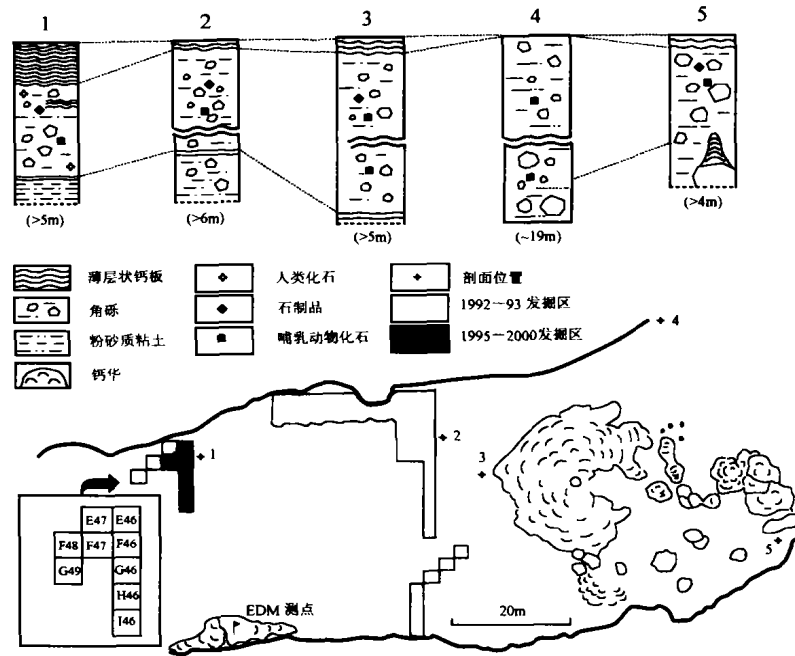 1 2 3 4 5
(>5m) (>6m) (>5m) (~19m) (>4m)
薄层状钙板 人类化石 剖面位置
角砾 石制品 1992~93发掘区
粉砂质粘土 哺乳动物化石 1995-2000发掘区
钙华
4
2
1
3
E47 E46
F48 F47 F46
G49 G46
H46
I46
5
EDM 测点
20m